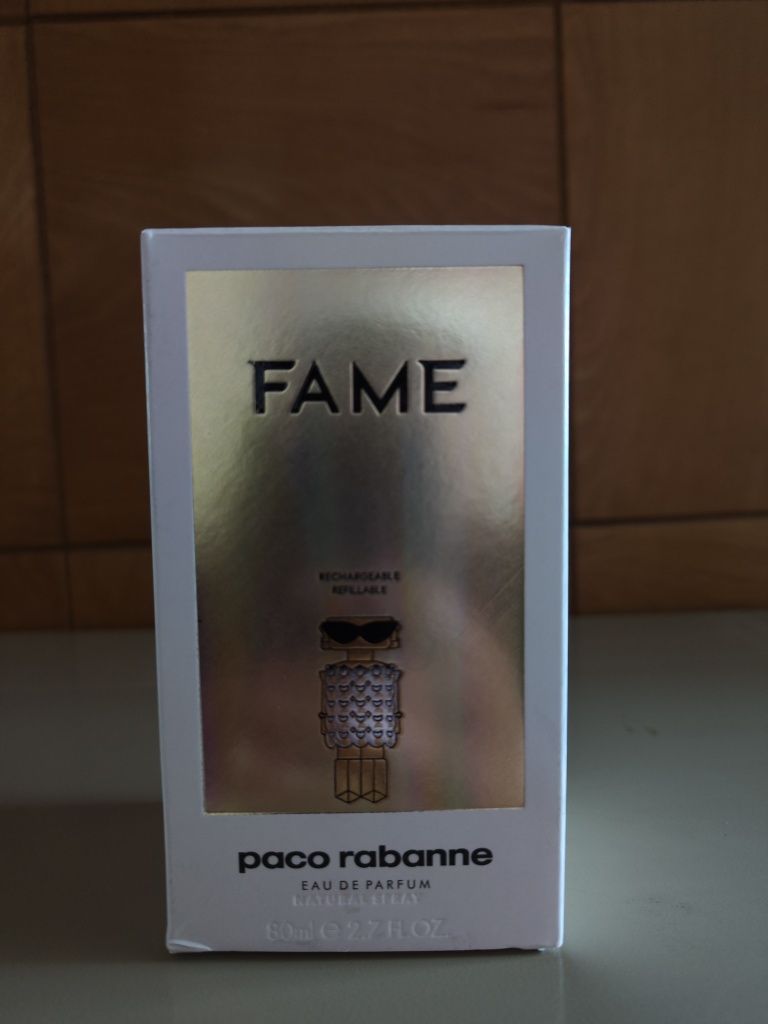 FAME
RECHARGEABLE
REFILLABLE
paco rabanne
EAU DE PARFUM
NATURAL SPRAY
80ml e 2.7 FL.OZ.